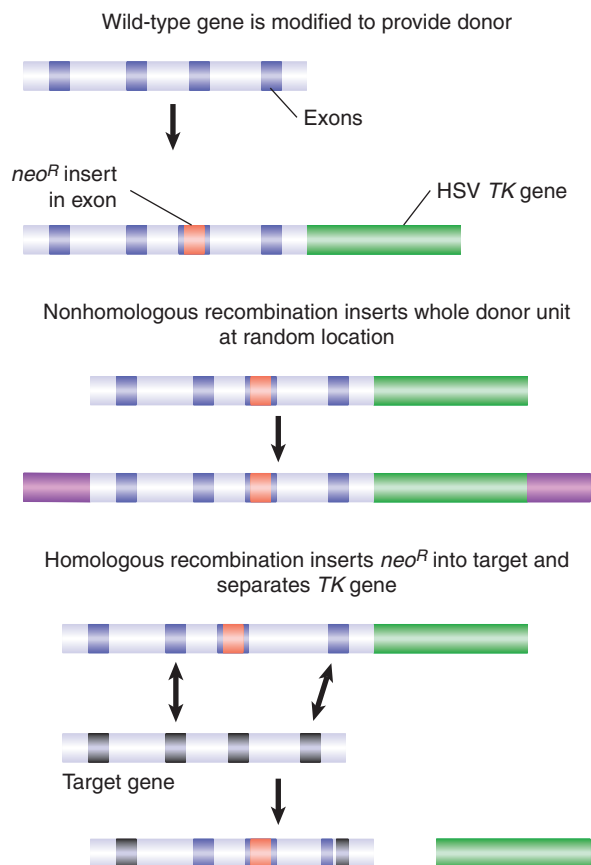 Wild-type gene is modified to provide donor
Exons
neoR insert
in exon
HSV TK gene
Nonhomologous recombination inserts whole donor unit
at random location
Homologous recombination inserts neoR into target and
separates TK gene
Target gene